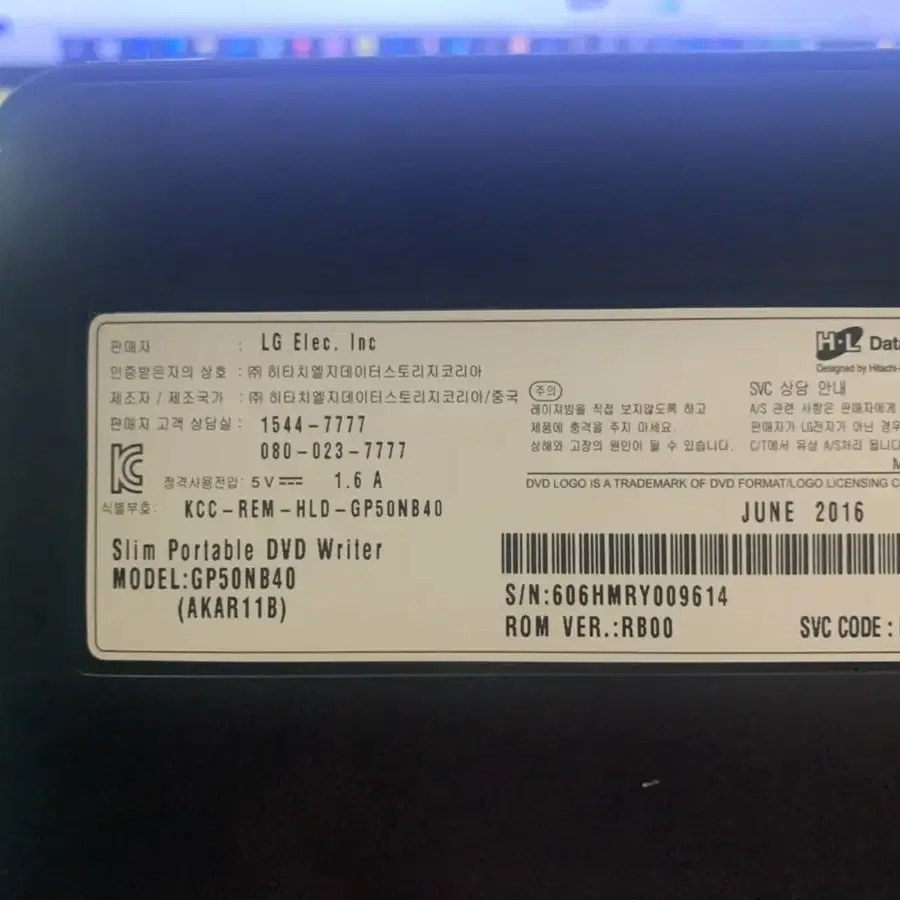 판매자 : LG Elec. Inc
인증받은자의 상호 : ㈜ 히타치엘지데이터스토리지코리아
제조자 / 제조국가 : ㈜ 히타치엘지데이터스토리지코리아/중국
판매자 고객 상담실 : 1544-7777
080-023-7777
정격사용전압: 5V 1.6 A
식별부호: KCC-REM-HLD-GP50NB40
Slim Portable DVD Writer
MODEL:GP50NB40
(AKAR11B)
주의
레이저빔을 직접 보지않도록 하고
제품에 충격을 주지 마세요.
상해와 고장의 원인이 될 수 있습니다.
H·L Data
Designed by Hitachi-
SVC 상담 안내
A/S 관련 사항은 판매자에게
판매자가 LG전자가 아닌 경우
C/T에서 유상 A/S처리 됩니다
DVD LOGO IS A TRADEMARK OF DVD FORMAT/LOGO LICENSING
JUNE 2016
S/N:606HMRY009614
ROM VER.:RB00
SVC CODE :